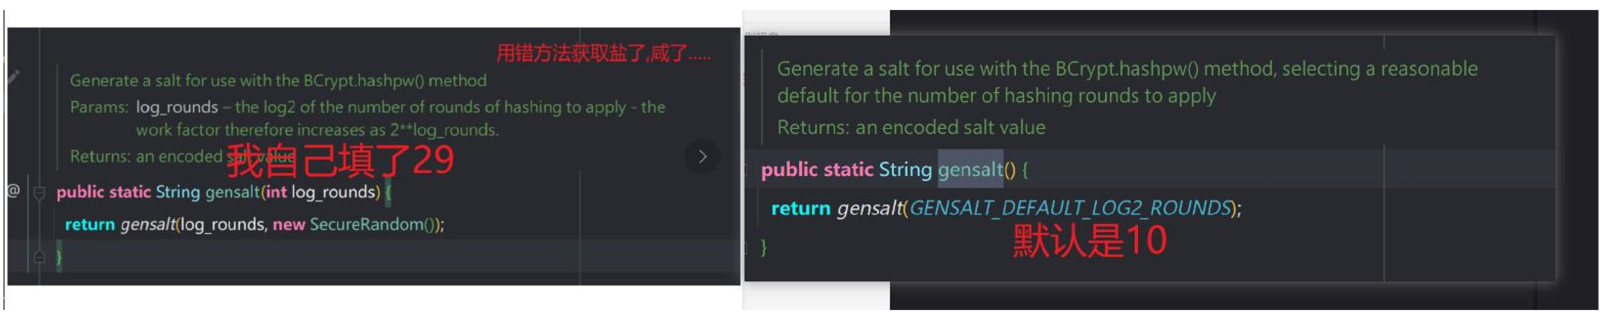 用错方法获取盐了,咸了.....
Generate a salt for use with the BCrypt.hashpw() method
Params: log_rounds – the log2 of the number of rounds of hashing to apply - the
work factor therefore increases as 2**log_rounds.
Returns: an encoded salt value
我自己填了29
@
public static String gensalt(int log_rounds) {
return gensalt(log_rounds, new SecureRandom());
}
Generate a salt for use with the BCrypt.hashpw() method, selecting a reasonable
default for the number of hashing rounds to apply
Returns: an encoded salt value
public static String gensalt() {
return gensalt(GENSALT_DEFAULT_LOG2_ROUNDS);
默认是10
}